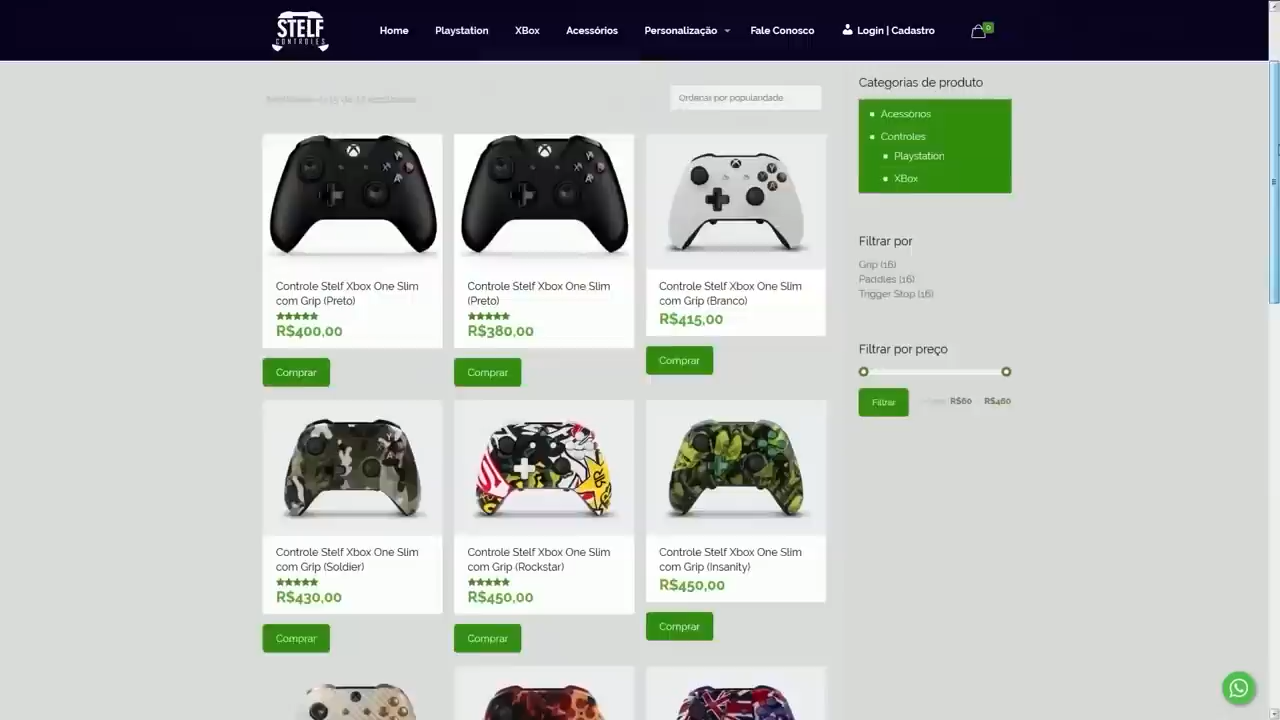 STELF
CONTROLES
Home
Playstation
XBox
Acessórios
Personalização
Fale Conosco
Login | Cadastro
0
Ordenar por popularidade
Categorias de produto
Acessórios
Controles
Playstation
XBox
Filtrar por
Grip (16)
Paddles (16)
Trigger Stop (16)
Filtrar por preço
Filtrar
R$60
R$460
Controle Stelf Xbox One Slim
com Grip (Preto)
R$400,00
Comprar
Controle Stelf Xbox One Slim
(Preto)
R$380,00
Comprar
Controle Stelf Xbox One Slim
com Grip (Branco)
R$415,00
Comprar
Controle Stelf Xbox One Slim
com Grip (Soldier)
R$430,00
Comprar
Controle Stelf Xbox One Slim
com Grip (Rockstar)
R$450,00
Comprar
Controle Stelf Xbox One Slim
com Grip (Insanity)
R$450,00
Comprar